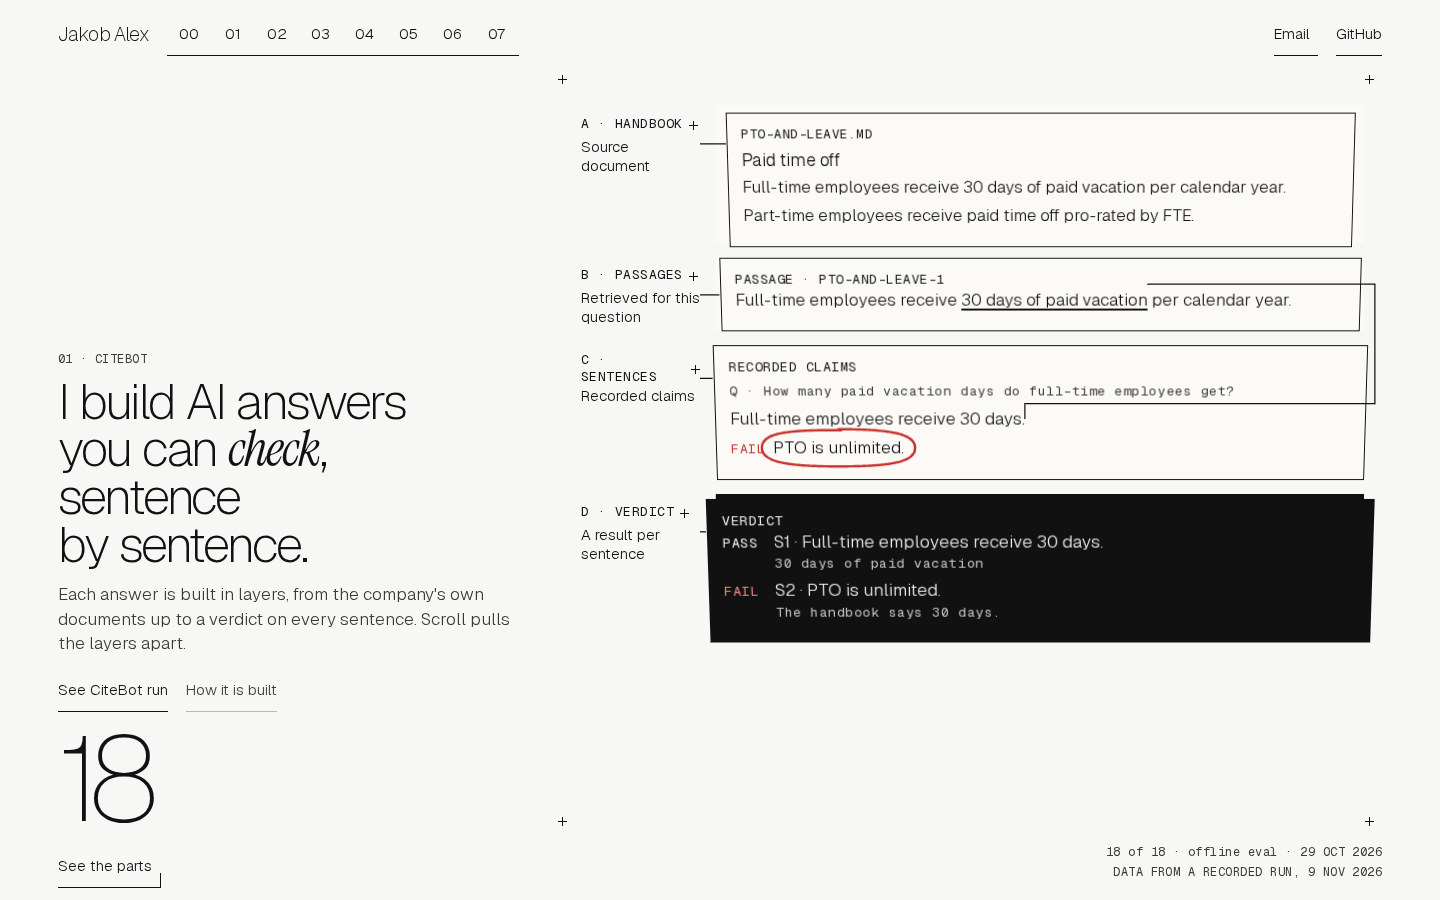 Jakob Alex 00 01 02 03 04 05 06 07 Email GitHub
01 · CITEBOT
I build AI answers
you can check,
sentence
by sentence.
Each answer is built in layers, from the company's own
documents up to a verdict on every sentence. Scroll pulls
the layers apart.
See CiteBot run How it is built
18
See the parts
A · HANDBOOK
Source
document
PTO-AND-LEAVE.MD
Paid time off
Full-time employees receive 30 days of paid vacation per calendar year.
Part-time employees receive paid time off pro-rated by FTE.
B · PASSAGES
Retrieved for this
question
PASSAGE · PTO-AND-LEAVE-1
Full-time employees receive 30 days of paid vacation per calendar year.
C ·
SENTENCES
Recorded claims
RECORDED CLAIMS
Q · How many paid vacation days do full-time employees get?
Full-time employees receive 30 days.
FAIL PTO is unlimited.
D · VERDICT
A result per
sentence
VERDICT
PASS S1 · Full-time employees receive 30 days.
30 days of paid vacation
FAIL S2 · PTO is unlimited.
The handbook says 30 days.
18 of 18 · offline eval · 29 OCT 2026
DATA FROM A RECORDED RUN, 9 NOV 2026